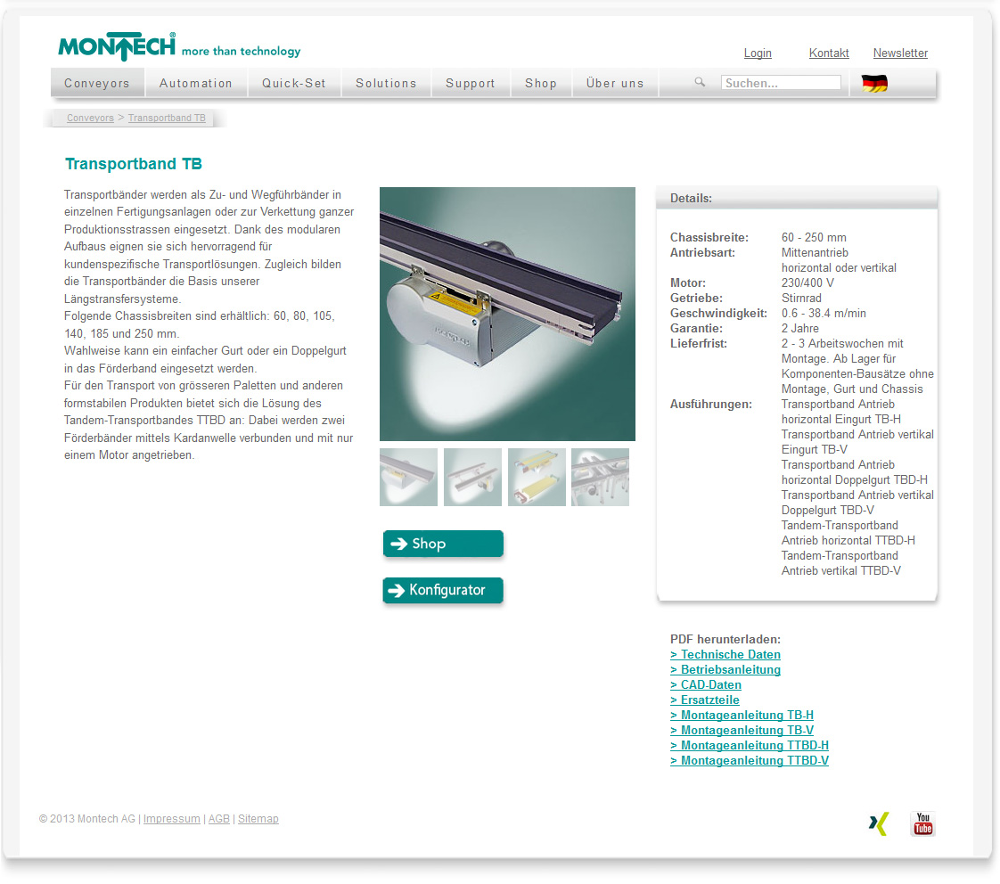 MONTECH® more than technology
Login Kontakt Newsletter
Conveyors Automation Quick-Set Solutions Support Shop Über uns Suchen...
Conveyors > Transportband TB
Transportband TB
Transportbänder werden als Zu- und Wegführbänder in
einzelnen Fertigungsanlagen oder zur Verkettung ganzer
Produktionsstrassen eingesetzt. Dank des modularen
Aufbaus eignen sie sich hervorragend für
kundenspezifische Transportlösungen. Zugleich bilden
die Transportbänder die Basis unserer
Längstransfersysteme.
Folgende Chassisbreiten sind erhältlich: 60, 80, 105,
140, 185 und 250 mm.
Wahlweise kann ein einfacher Gurt oder ein Doppelgurt
in das Förderband eingesetzt werden.
Für den Transport von grösseren Paletten und anderen
formstabilen Produkten bietet sich die Lösung des
Tandem-Transportbandes TTBD an: Dabei werden zwei
Förderbänder mittels Kardanwelle verbunden und mit nur
einem Motor angetrieben.
MONTECH
Shop
Konfigurator
Details:
Chassisbreite: 60 - 250 mm
Antriebsart: Mittenantrieb
horizontal oder vertikal
Motor: 230/400 V
Getriebe: Stirnrad
Geschwindigkeit: 0.6 - 38.4 m/min
Garantie: 2 Jahre
Lieferfrist: 2 - 3 Arbeitswochen mit
Montage. Ab Lager für
Komponenten-Bausätze ohne
Montage, Gurt und Chassis
Ausführungen: Transportband Antrieb
horizontal Eingurt TB-H
Transportband Antrieb vertikal
Eingurt TB-V
Transportband Antrieb
horizontal Doppelgurt TBD-H
Transportband Antrieb vertikal
Doppelgurt TBD-V
Tandem-Transportband
Antrieb horizontal TTBD-H
Tandem-Transportband
Antrieb vertikal TTBD-V
PDF herunterladen:
> Technische Daten
> Betriebsanleitung
> CAD-Daten
> Ersatzteile
> Montageanleitung TB-H
> Montageanleitung TB-V
> Montageanleitung TTBD-H
> Montageanleitung TTBD-V
© 2013 Montech AG | Impressum | AGB | Sitemap
You
Tube